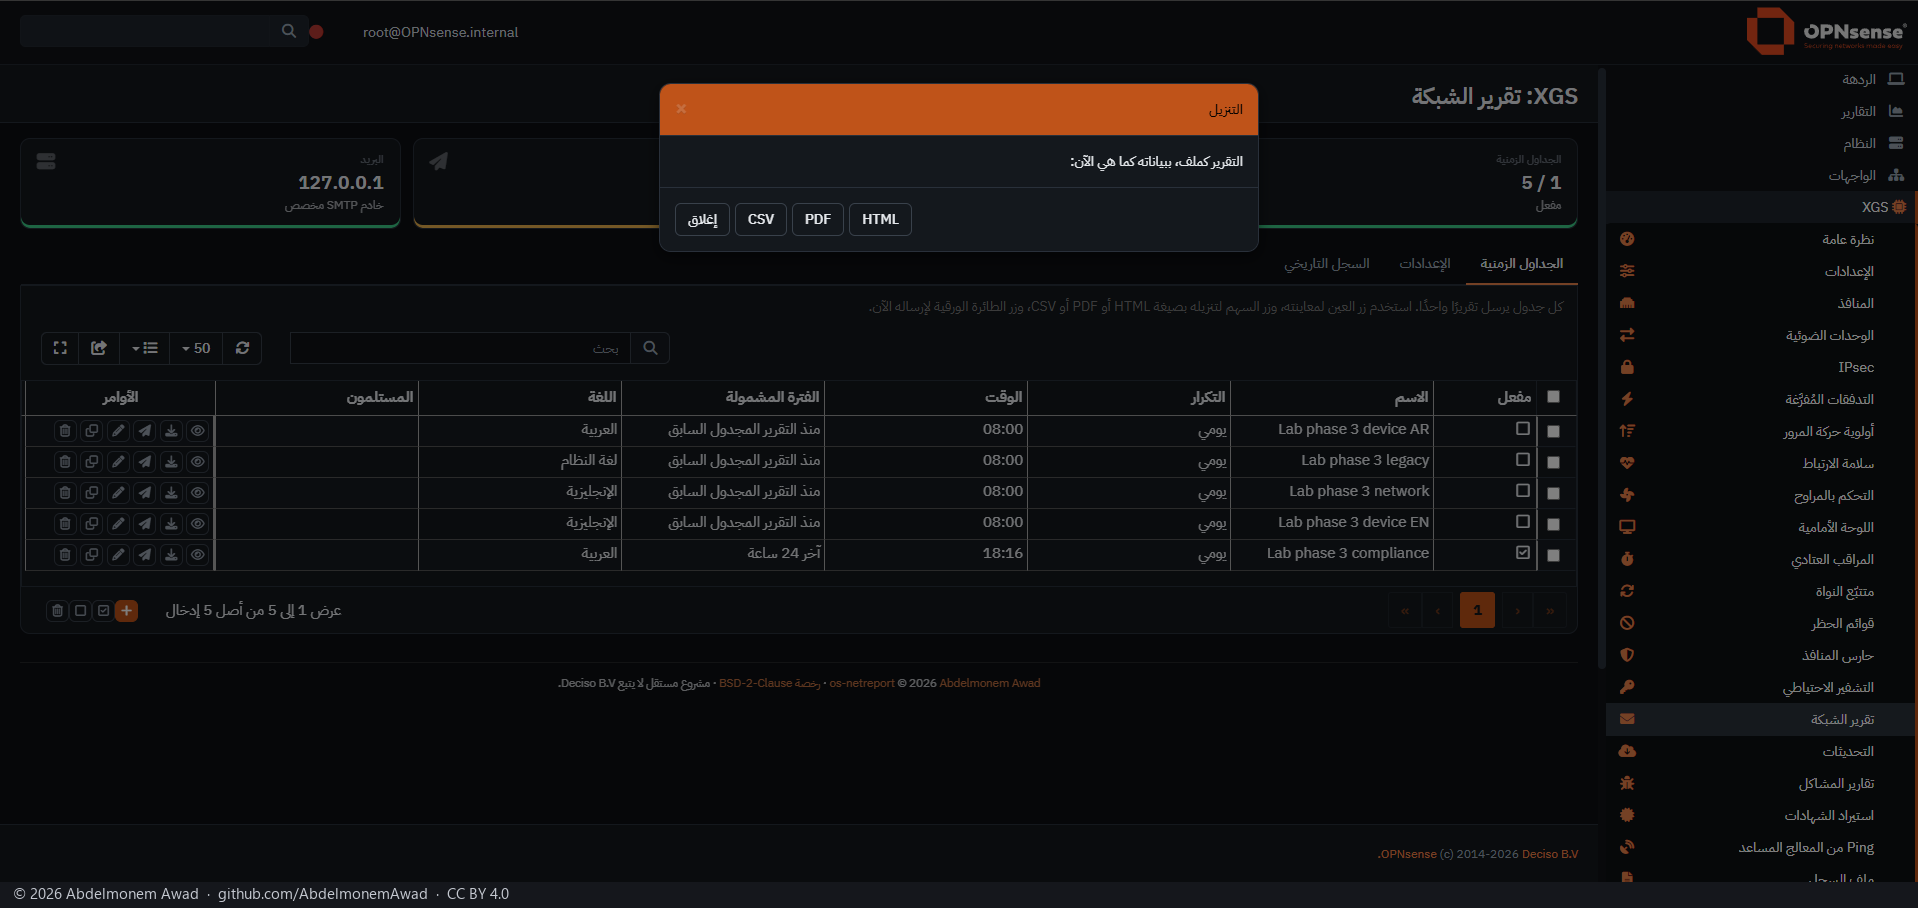 root@OPNsense.internal
OPNsense
Securing networks made easy
الردهة
التقارير
النظام
الواجهات
XGS
نظرة عامة
الإعدادات
المنافذ
الوحدات الضوئية
IPsec
التدفقات المُفرَّغة
أولوية حركة المرور
سلامة الارتباط
التحكم بالمراوح
اللوحة الأمامية
المراقب العتادي
متتبّع النواة
قوائم الحظر
حارس المنافذ
التشفير الاحتياطي
تقرير الشبكة
التحديثات
تقارير المشاكل
استيراد الشهادات
Ping من المعالج المساعد
ملف السجل
XGS: تقرير الشبكة
التنزيل
×
التقرير كملف، ببياناته كما هي الآن:
HTML PDF CSV إغلاق
الجداول الزمنية
5 / 1
مفعل
البريد
127.0.0.1
خادم SMTP مخصص
الجداول الزمنية الإعدادات السجل التاريخي
كل جدول يرسل تقريرًا واحدًا. استخدم زر العين لمعاينته، وزر السهم لتنزيله بصيغة HTML أو PDF أو CSV، وزر الطائرة الورقية لإرساله الآن.
بحث
50
مفعل الاسم التكرار الوقت الفترة المشمولة اللغة المستلمون الأوامر
Lab phase 3 device AR يومي 08:00 منذ التقرير المجدول السابق العربية
Lab phase 3 legacy يومي 08:00 منذ التقرير المجدول السابق لغة النظام
Lab phase 3 network يومي 08:00 منذ التقرير المجدول السابق الإنجليزية
Lab phase 3 device EN يومي 08:00 منذ التقرير المجدول السابق الإنجليزية
Lab phase 3 compliance يومي 18:16 آخر 24 ساعة العربية
« ‹ 1 › »
عرض 1 إلى 5 من أصل 5 إدخال
os-netreport © 2026 Abdelmonem Awad · رخصة BSD-2-Clause · مشروع مستقل لا يتبع Deciso B.V.
OPNsense (c) 2014-2026 Deciso B.V.
© 2026 Abdelmonem Awad · github.com/AbdelmonemAwad · CC BY 4.0